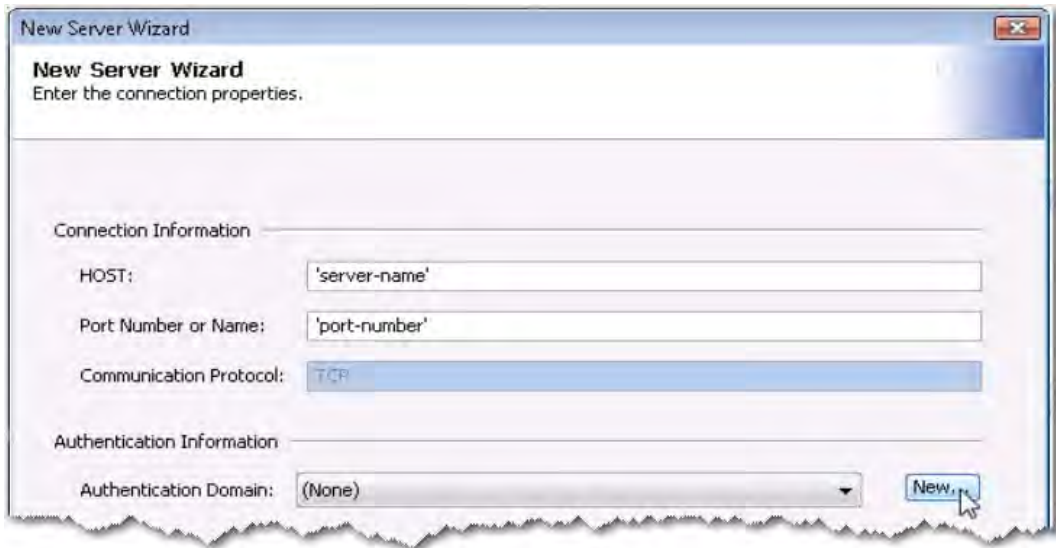 New Server Wizard
New Server Wizard
Enter the connection properties.
Connection Information
HOST: 'server-name'
Port Number or Name: 'port-number'
Communication Protocol: TCP
Authentication Information
Authentication Domain: (None) New...